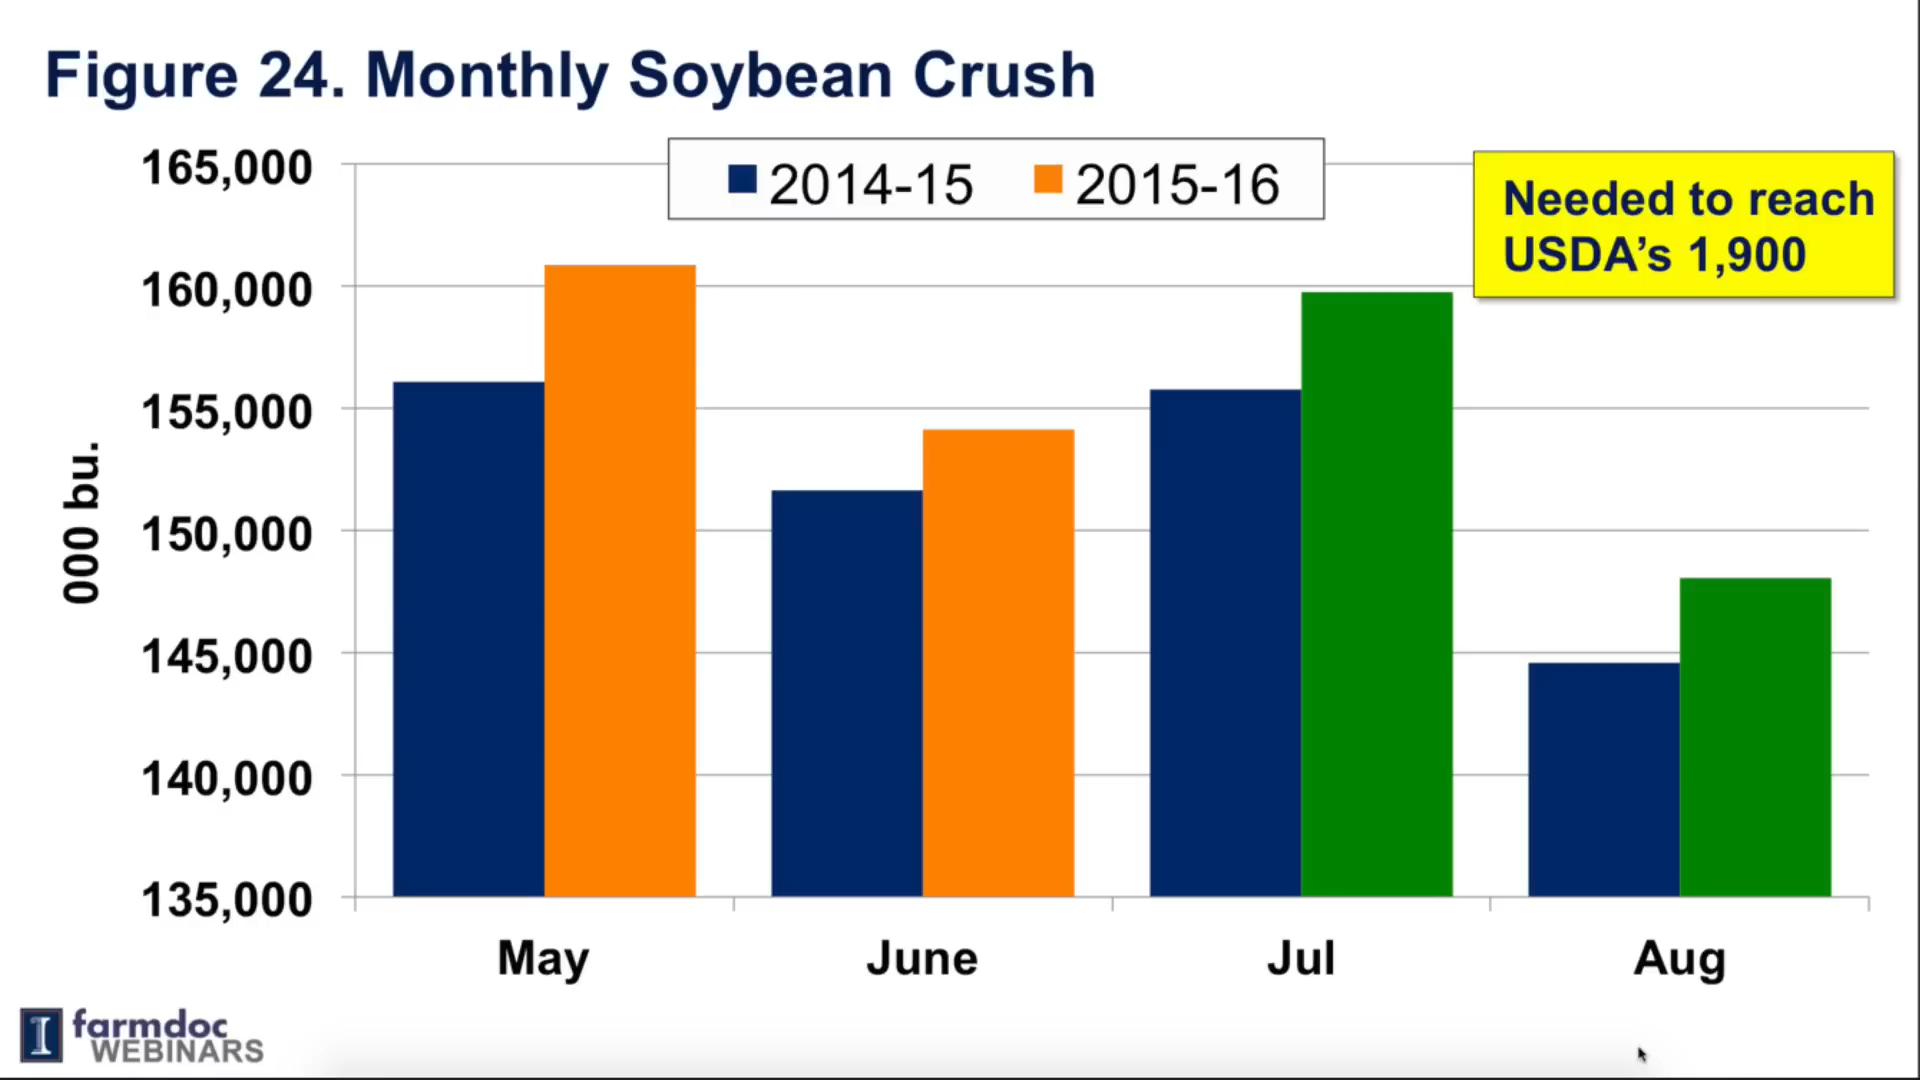 Figure 24. Monthly Soybean Crush
2014-15 2015-16
Needed to reach
USDA’s 1,900
165,000
160,000
155,000
150,000
145,000
140,000
135,000
000 bu.
May June Jul Aug
I farmdoc
WEBINARS